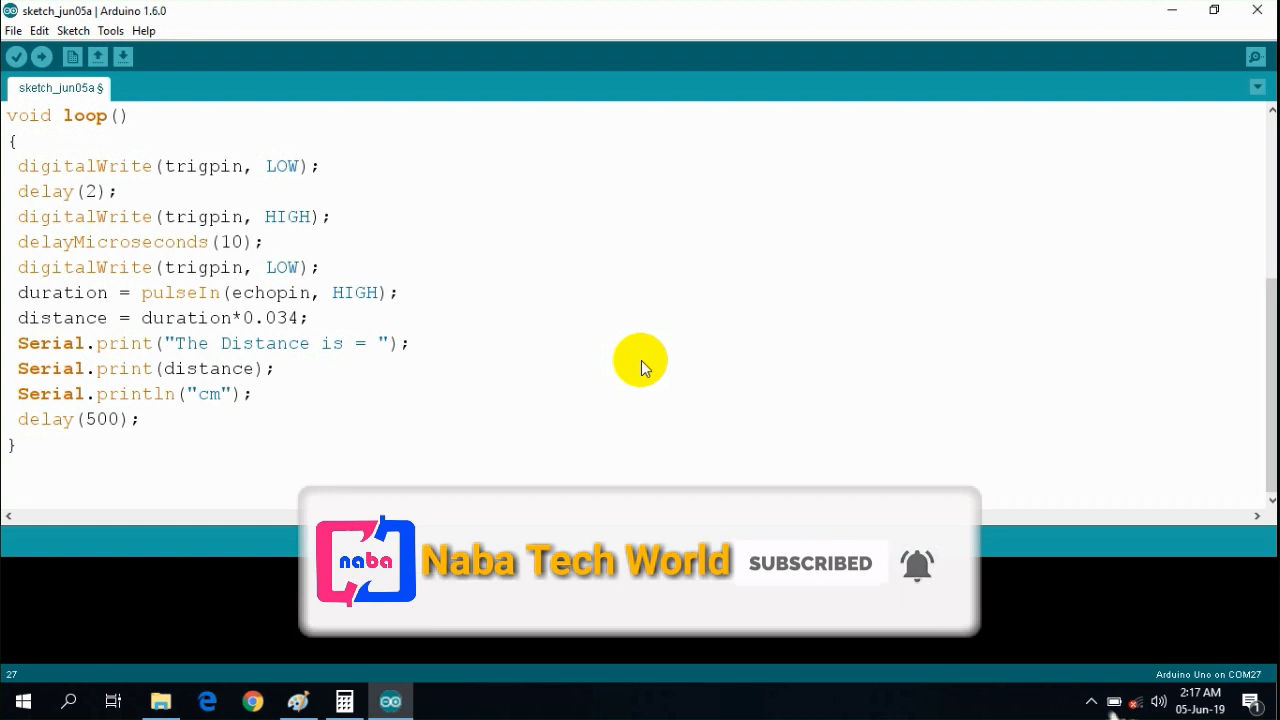 sketch_jun05a | Arduino 1.6.0
File Edit Sketch Tools Help
sketch_jun05a §
void loop()
{
digitalWrite(trigpin, LOW);
delay(2);
digitalWrite(trigpin, HIGH);
delayMicroseconds(10);
digitalWrite(trigpin, LOW);
duration = pulseIn(echopin, HIGH);
distance = duration*0.034;
Serial.print("The Distance is = ");
Serial.print(distance);
Serial.println("cm");
delay(500);
}
naba Naba Tech World SUBSCRIBED
27 Arduino Uno on COM27
2:17 AM
05-Jun-19 1